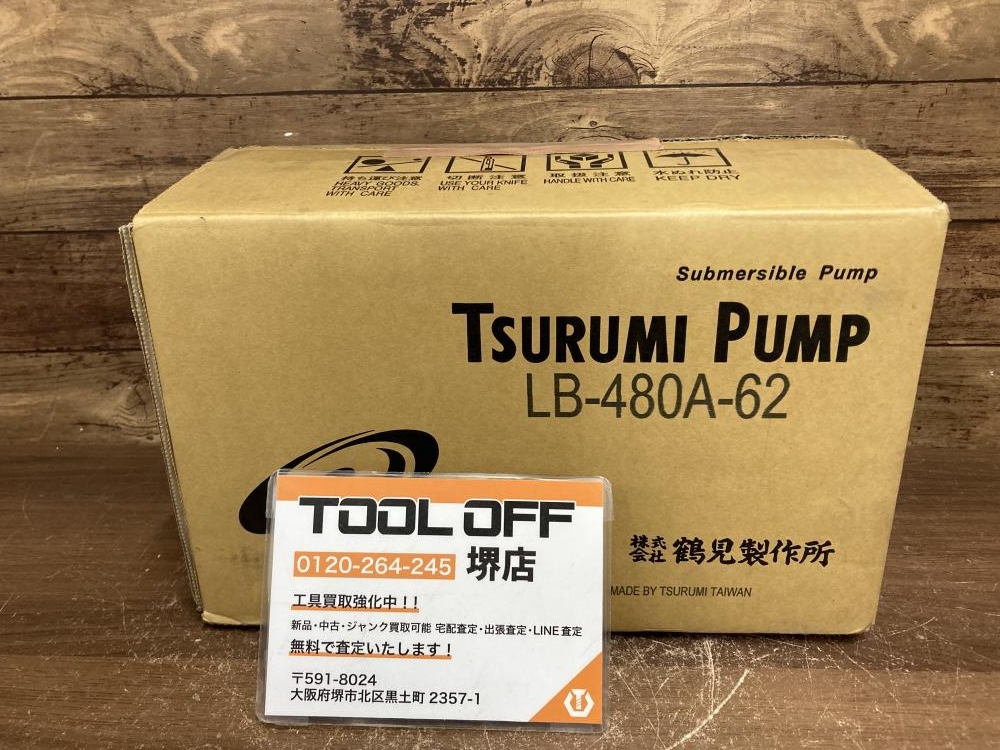 持ち運び注意
HEAVY GOODS.
TRANSPORT
WITH CARE
切断注意
USE YOUR KNIFE
WITH CARE
取扱注意
HANDLE WITH CARE
水ぬれ防止
KEEP DRY
Submersible Pump
TSURUMI PUMP
LB-480A-62
株式会社 鶴見製作所
MADE BY TSURUMI TAIWAN
TOOL OFF
0120-264-245 堺店
工具買取強化中!!
新品・中古・ジャンク買取可能 宅配査定・出張査定・LINE査定
無料で査定いたします!
〒591-8024
大阪府堺市北区黒土町 2357-1